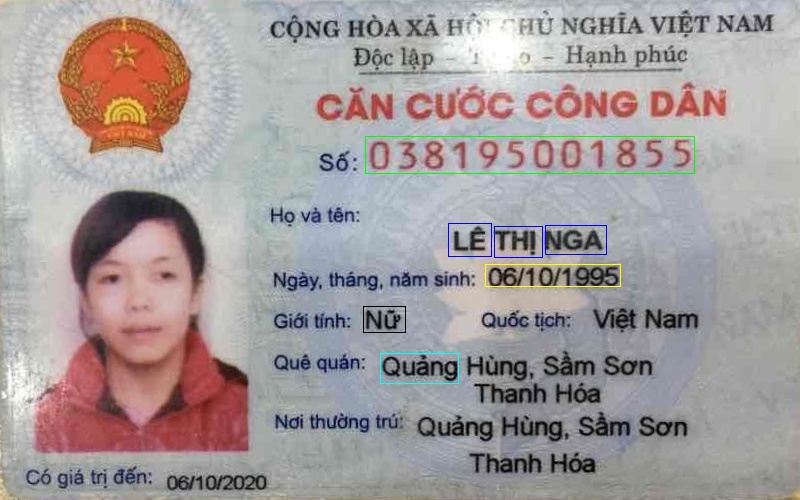 CỘNG HÒA XÃ HỘI CHỦ NGHĨA VIỆT NAM
Độc lập - - Hạnh phúc
CĂN CƯỚC CÔNG DÂN
Số: 038195001855
Họ và tên:
LÊ THỊ NGA
Ngày, tháng, năm sinh: 06/10/1995
Giới tính: Nữ Quốc tịch: Việt Nam
Quê quán: Quảng Hùng, Sầm Sơn
Thanh Hóa
Nơi thường trú: Quảng Hùng, Sầm Sơn
Thanh Hóa
Có giá trị đến: 06/10/2020